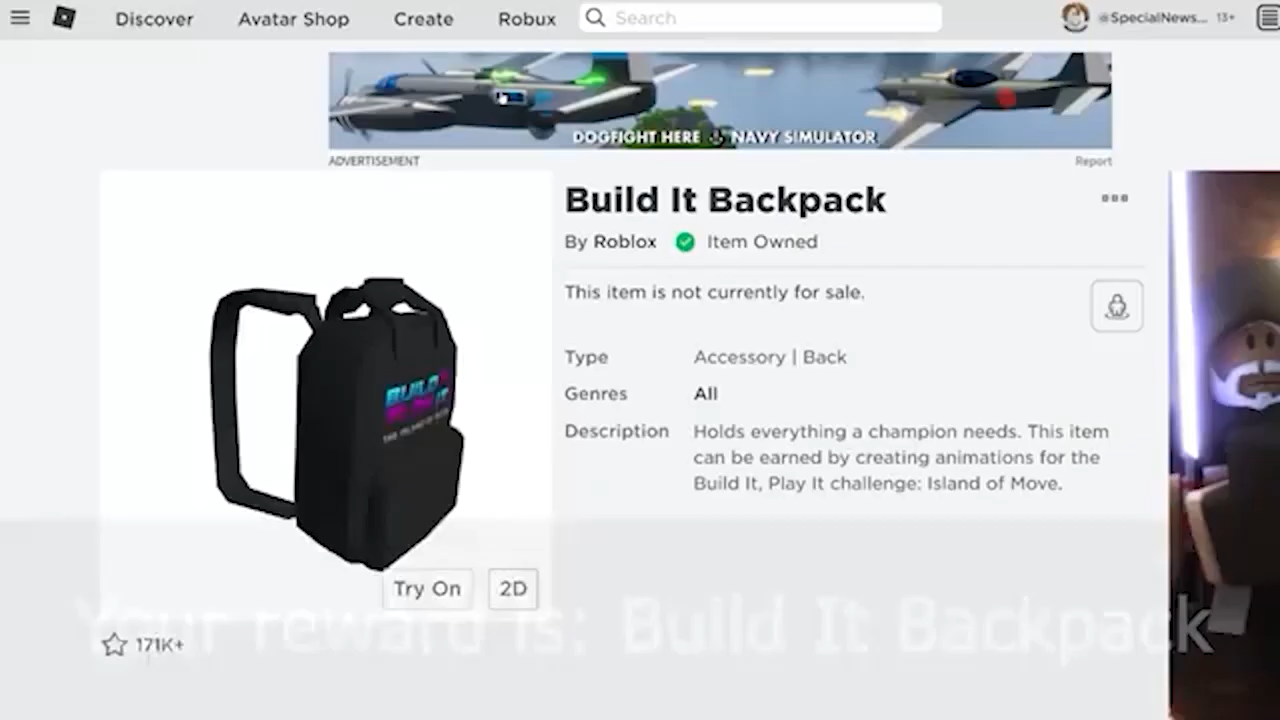 Discover Avatar Shop Create Robux Search @SpecialNews... 13+
DOGFIGHT HERE NAVY SIMULATOR
ADVERTISEMENT Report
Build It Backpack
By Roblox Item Owned
This item is not currently for sale.
Type Accessory | Back
Genres All
Description Holds everything a champion needs. This item
can be earned by creating animations for the
Build It, Play It challenge: Island of Move.
BUILD
IT
Try On 2D
Your reward is: Build It Backpack
171K+